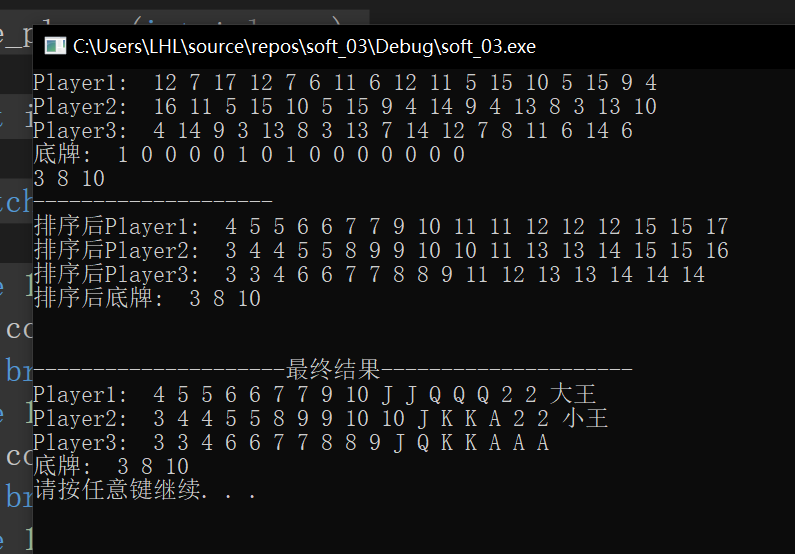 C:\Users\LHL\source\repos\soft_03\Debug\soft_03.exe
Player1:  12 7 17 12 7 6 11 6 12 11 5 15 10 5 15 9 4
Player2:  16 11 5 15 10 5 15 9 4 14 9 4 13 8 3 13 10
Player3:  4 14 9 3 13 8 3 13 7 14 12 7 8 11 6 14 6
底牌:  1 0 0 0 0 1 0 1 0 0 0 0 0 0 0
3 8 10
--------------------
排序后Player1:  4 5 5 6 6 7 7 9 10 11 11 12 12 12 15 15 17
排序后Player2:  3 4 4 5 5 8 9 9 10 10 11 13 13 14 15 15 16
排序后Player3:  3 3 4 6 6 7 7 8 8 9 11 12 13 13 14 14 14
排序后底牌:  3 8 10
---------------------最终结果---------------------
Player1:  4 5 5 6 6 7 7 9 10 J J Q Q Q 2 2 大王
Player2:  3 4 4 5 5 8 9 9 10 10 J K K A 2 2 小王
Player3:  3 3 4 6 6 7 7 8 8 9 J Q K K A A A
底牌:  3 8 10
请按任意键继续. . .